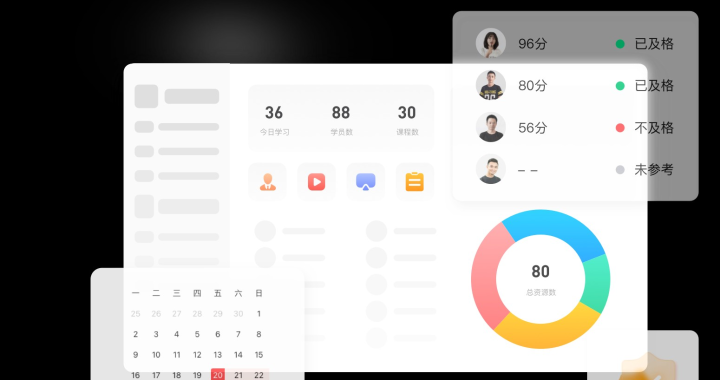 96分 已及格
80分 已及格
56分 不及格
– – 未参考
36 88 30
今日学习 学员数 课程数
80
总资源数
一 二 三 四 五 六 日
25 26 27 28 29 30 1
2 3 4 5 6 7 8
9 10 11 12 13 14 15
16 17 18 19 20 21 22